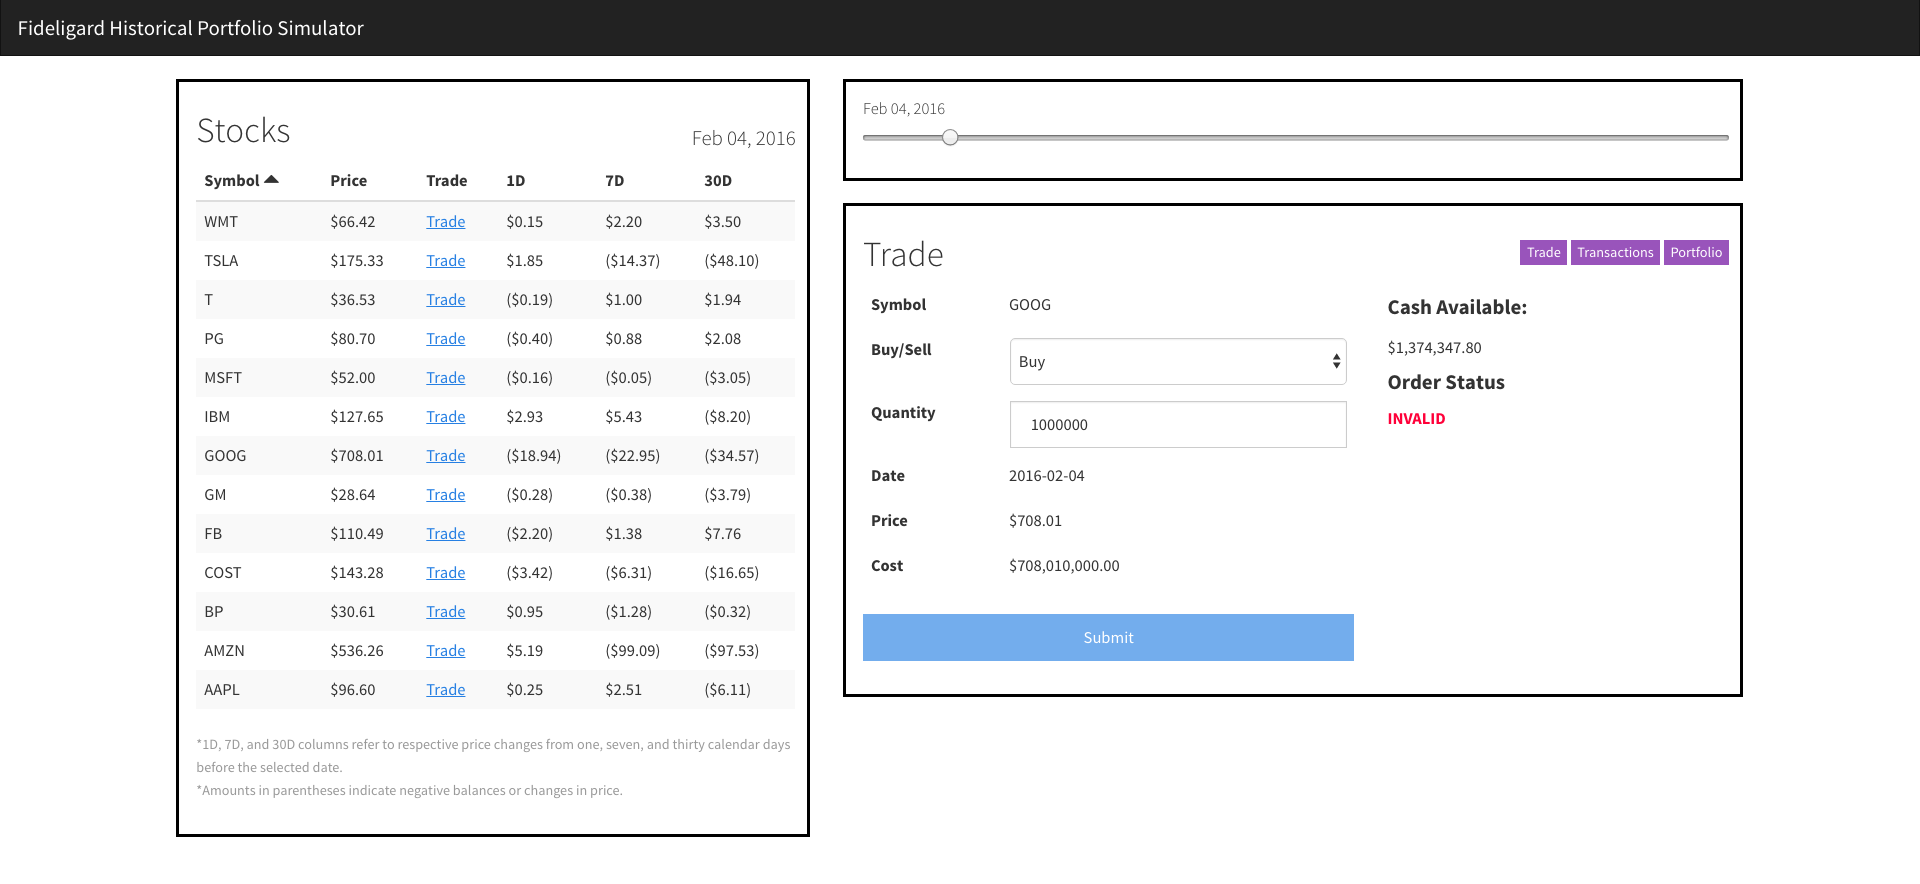 Fideligard Historical Portfolio Simulator
Stocks
Feb 04, 2016
Symbol Price Trade 1D 7D 30D
WMT $66.42 Trade $0.15 $2.20 $3.50
TSLA $175.33 Trade $1.85 ($14.37) ($48.10)
T $36.53 Trade ($0.19) $1.00 $1.94
PG $80.70 Trade ($0.40) $0.88 $2.08
MSFT $52.00 Trade ($0.16) ($0.05) ($3.05)
IBM $127.65 Trade $2.93 $5.43 ($8.20)
GOOG $708.01 Trade ($18.94) ($22.95) ($34.57)
GM $28.64 Trade ($0.28) ($0.38) ($3.79)
FB $110.49 Trade ($2.20) $1.38 $7.76
COST $143.28 Trade ($3.42) ($6.31) ($16.65)
BP $30.61 Trade $0.95 ($1.28) ($0.32)
AMZN $536.26 Trade $5.19 ($99.09) ($97.53)
AAPL $96.60 Trade $0.25 $2.51 ($6.11)
*1D, 7D, and 30D columns refer to respective price changes from one, seven, and thirty calendar days
before the selected date.
*Amounts in parentheses indicate negative balances or changes in price.
Feb 04, 2016
Trade
Trade Transactions Portfolio
Symbol GOOG
Buy/Sell Buy
Quantity 1000000
Date 2016-02-04
Price $708.01
Cost $708,010,000.00
Submit
Cash Available:
$1,374,347.80
Order Status
INVALID